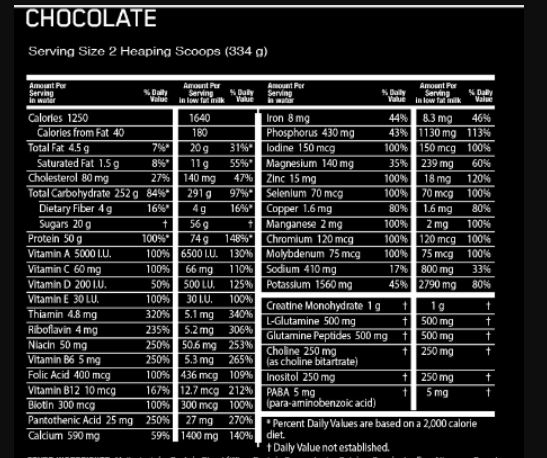 CHOCOLATE
Serving Size 2 Heaping Scoops (334 g)
Amount Per Serving in water % Daily Value Amount Per Serving in low fat milk % Daily Value
Calories 1250 1640
Calories from Fat 40 180
Total Fat 4.5 g 7%* 20 g 31%*
Saturated Fat 1.5 g 8%* 11 g 55%*
Cholesterol 80 mg 27% 140 mg 47%
Total Carbohydrate 252 g 84%* 291 g 97%*
Dietary Fiber 4 g 16%* 4 g 16%*
Sugars 20 g † 56 g †
Protein 50 g 100%* 74 g 148%*
Vitamin A 5000 I.U. 100% 6500 I.U. 130%
Vitamin C 60 mg 100% 66 mg 110%
Vitamin D 200 I.U. 50% 500 I.U. 125%
Vitamin E 30 I.U. 100% 30 I.U. 100%
Thiamin 4.8 mg 320% 5.1 mg 340%
Riboflavin 4 mg 235% 5.2 mg 306%
Niacin 50 mg 250% 50.6 mg 253%
Vitamin B6 5 mg 250% 5.3 mg 265%
Folic Acid 400 mcg 100% 436 mcg 109%
Vitamin B12 10 mcg 167% 12.7 mcg 212%
Biotin 300 mcg 100% 300 mcg 100%
Pantothenic Acid 25 mg 250% 27 mg 270%
Calcium 590 mg 59% 1400 mg 140%
Amount Per Serving in water % Daily Value Amount Per Serving in low fat milk % Daily Value
Iron 8 mg 44% 8.3 mg 46%
Phosphorus 430 mg 43% 1130 mg 113%
Iodine 150 mcg 100% 150 mcg 100%
Magnesium 140 mg 35% 239 mg 60%
Zinc 15 mg 100% 18 mg 120%
Selenium 70 mcg 100% 70 mcg 100%
Copper 1.6 mg 80% 1.6 mg 80%
Manganese 2 mg 100% 2 mg 100%
Chromium 120 mcg 100% 120 mcg 100%
Molybdenum 75 mcg 100% 75 mcg 100%
Sodium 410 mg 17% 800 mg 33%
Potassium 1560 mg 45% 2790 mg 80%
Creatine Monohydrate 1 g † 1 g †
L-Glutamine 500 mg † 500 mg †
Glutamine Peptides 500 mg † 500 mg †
Choline 250 mg † 250 mg †
(as choline bitartrate)
Inositol 250 mg † 250 mg †
PABA 5 mg † 5 mg †
(para-aminobenzoic acid)
* Percent Daily Values are based on a 2,000 calorie
diet.
† Daily Value not established.